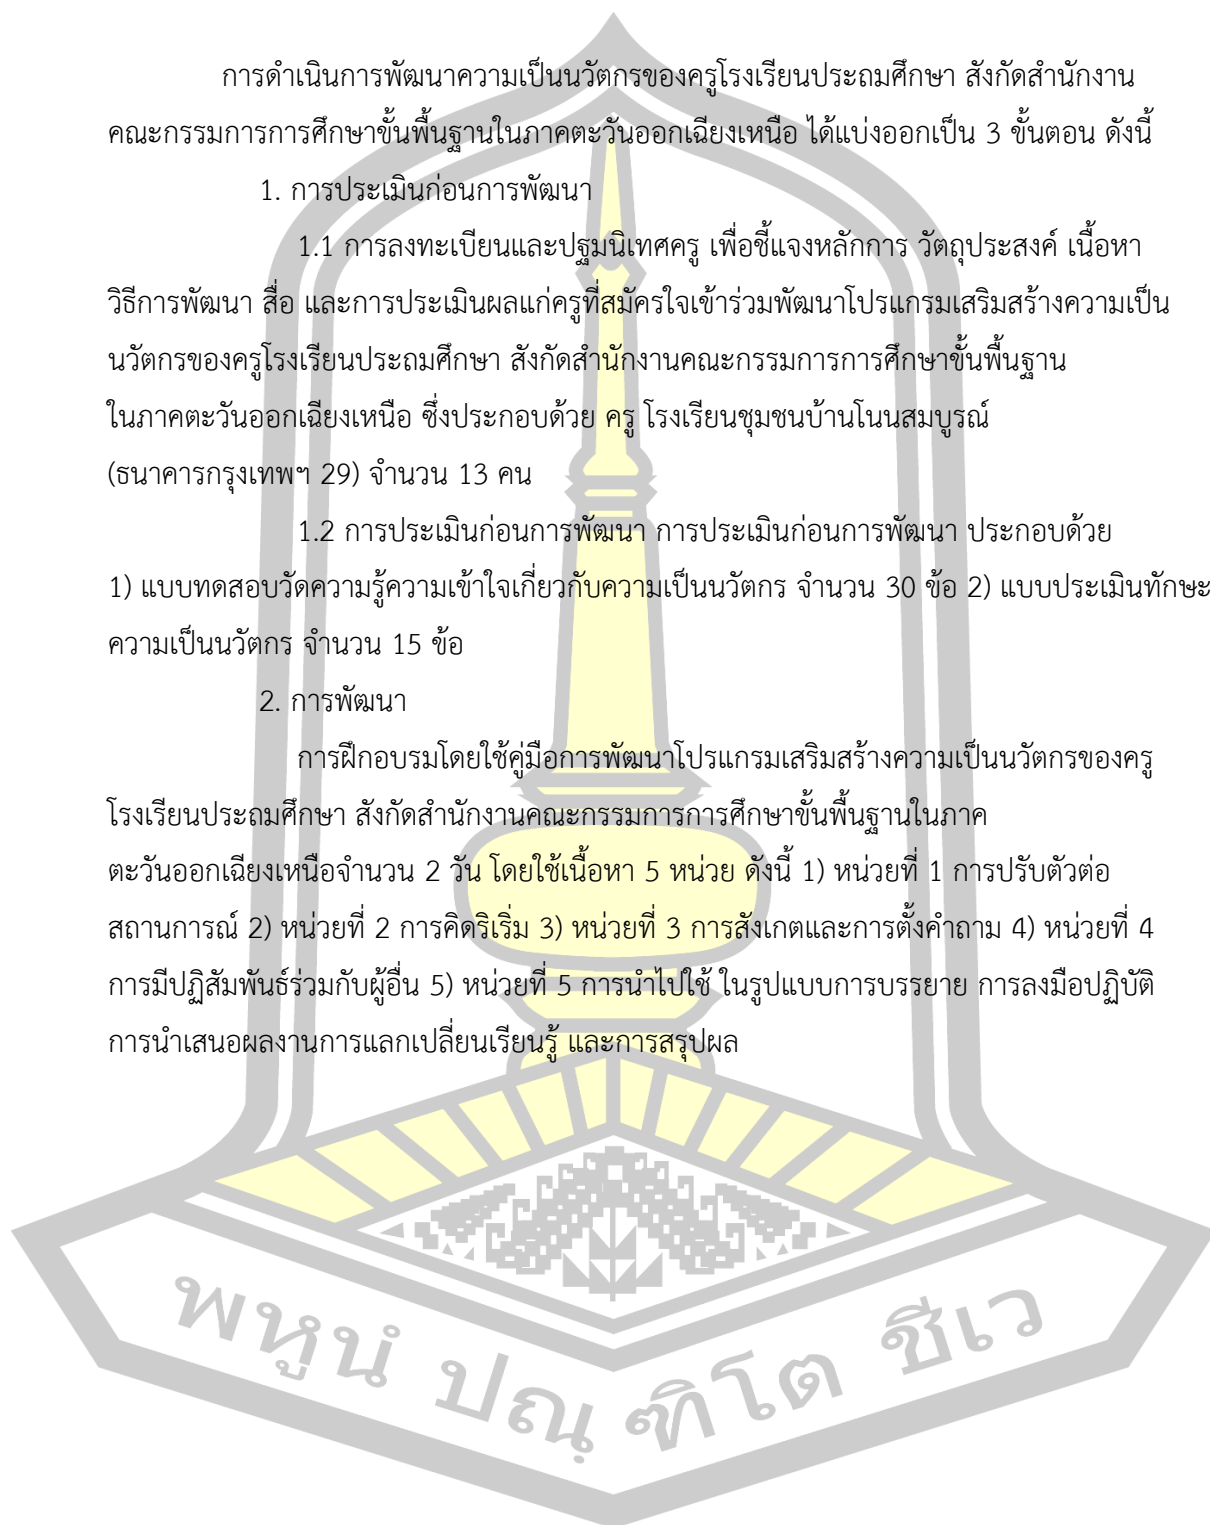 การดำเนินการพัฒนาความเป็นนวัตกรของครูโรงเรียนประถมศึกษา สังกัดสำนักงาน
คณะกรรมการการศึกษาขั้นพื้นฐานในภาคตะวันออกเฉียงเหนือ ได้แบ่งออกเป็น 3 ขั้นตอน ดังนี้
1. การประเมินก่อนการพัฒนา
1.1 การลงทะเบียนและปฐมนิเทศครู เพื่อชี้แจงหลักการ วัตถุประสงค์ เนื้อหา
วิธีการพัฒนา สื่อ และการประเมินผลแก่ครูที่สมัครใจเข้าร่วมพัฒนาโปรแกรมเสริมสร้างความเป็น
นวัตกรของครูโรงเรียนประถมศึกษา สังกัดสำนักงานคณะกรรมการการศึกษาขั้นพื้นฐาน
ในภาคตะวันออกเฉียงเหนือ ซึ่งประกอบด้วย ครู โรงเรียนชุมชนบ้านโนนสมบูรณ์
(ธนาคารกรุงเทพฯ 29) จำนวน 13 คน
1.2 การประเมินก่อนการพัฒนา การประเมินก่อนการพัฒนา ประกอบด้วย
1) แบบทดสอบวัดความรู้ความเข้าใจเกี่ยวกับความเป็นนวัตกร จำนวน 30 ข้อ 2) แบบประเมินทักษะ
ความเป็นนวัตกร จำนวน 15 ข้อ
2. การพัฒนา
การฝึกอบรมโดยใช้คู่มือการพัฒนาโปรแกรมเสริมสร้างความเป็นนวัตกรของครู
โรงเรียนประถมศึกษา สังกัดสำนักงานคณะกรรมการการศึกษาขั้นพื้นฐานในภาค
ตะวันออกเฉียงเหนือจำนวน 2 วัน โดยใช้เนื้อหา 5 หน่วย ดังนี้ 1) หน่วยที่ 1 การปรับตัวต่อ
สถานการณ์ 2) หน่วยที่ 2 การคิดริเริ่ม 3) หน่วยที่ 3 การสังเกตและการตั้งคำถาม 4) หน่วยที่ 4
การมีปฏิสัมพันธ์ร่วมกับผู้อื่น 5) หน่วยที่ 5 การนำไปใช้ ในรูปแบบการบรรยาย การลงมือปฏิบัติ
การนำเสนอผลงานการแลกเปลี่ยนเรียนรู้ และการสรุปผล
พหูนํ ปณฺ ฑิโต ชีเว